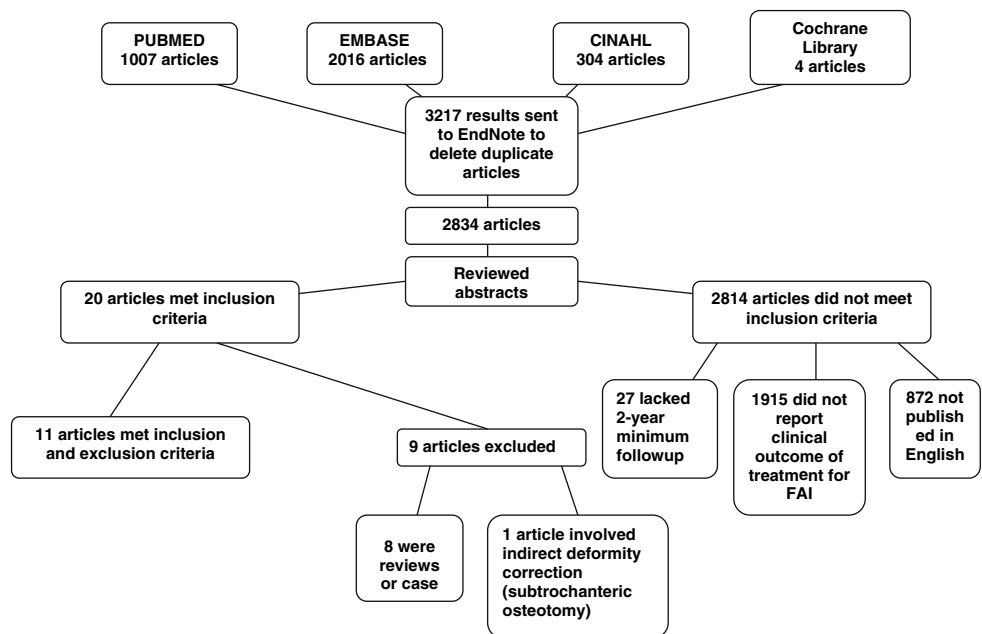 PUBMED
1007 articles
EMBASE
2016 articles
CINAHL
304 articles
Cochrane
Library
4 articles
3217 results sent
to EndNote to
delete duplicate
articles
2834 articles
Reviewed
abstracts
20 articles met inclusion
criteria
2814 articles did not meet
inclusion criteria
11 articles met inclusion
and exclusion criteria
9 articles excluded
27 lacked
2-year
minimum
followup
1915 did not
report
clinical
outcome of
treatment for
FAI
872 not
publish
ed in
English
8 were
reviews
or case
1 article involved
indirect deformity
correction
(subtrochanteric
osteotomy)